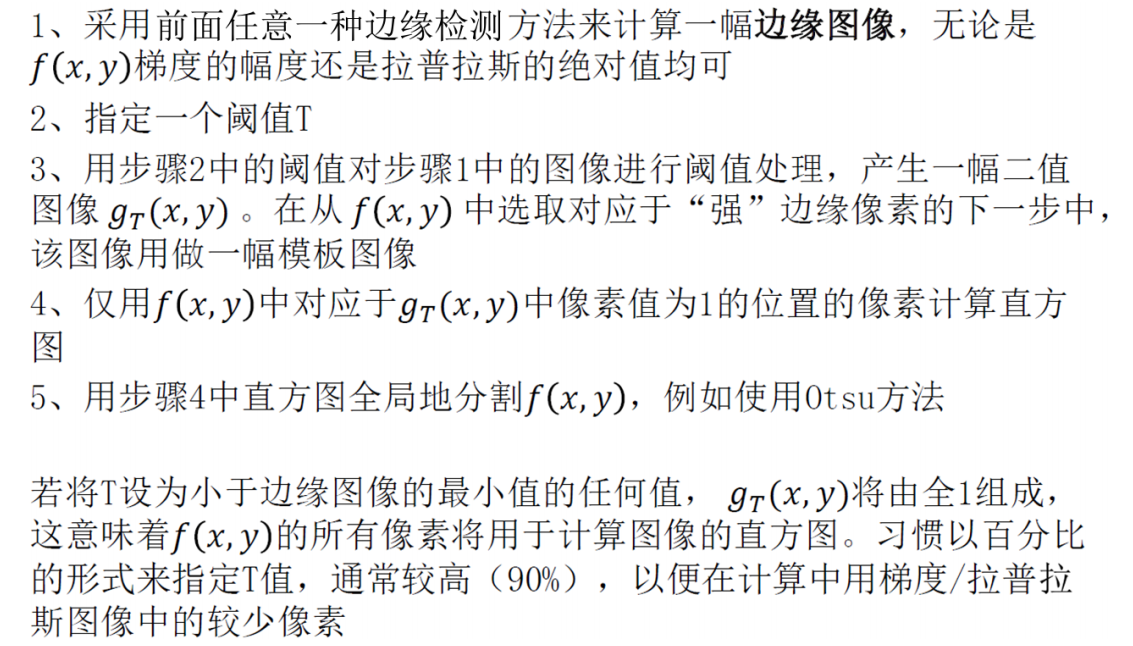 1、采用前面任意一种边缘检测方法来计算一幅边缘图像，无论是
f(x,y)梯度的幅度还是拉普拉斯的绝对值均可
2、指定一个阈值T
3、用步骤2中的阈值对步骤1中的图像进行阈值处理，产生一幅二值
图像 g_T(x,y) 。在从 f(x,y) 中选取对应于“强”边缘像素的下一步中，
该图像用做一幅模板图像
4、仅用f(x,y)中对应于g_T(x,y)中像素值为1的位置的像素计算直方
图
5、用步骤4中直方图全局地分割f(x,y)，例如使用Otsu方法
若将T设为小于边缘图像的最小值的任何值， g_T(x,y)将由全1组成，
这意味着f(x,y)的所有像素将用于计算图像的直方图。习惯以百分比
的形式来指定T值，通常较高（90%），以便在计算中用梯度/拉普拉
斯图像中的较少像素